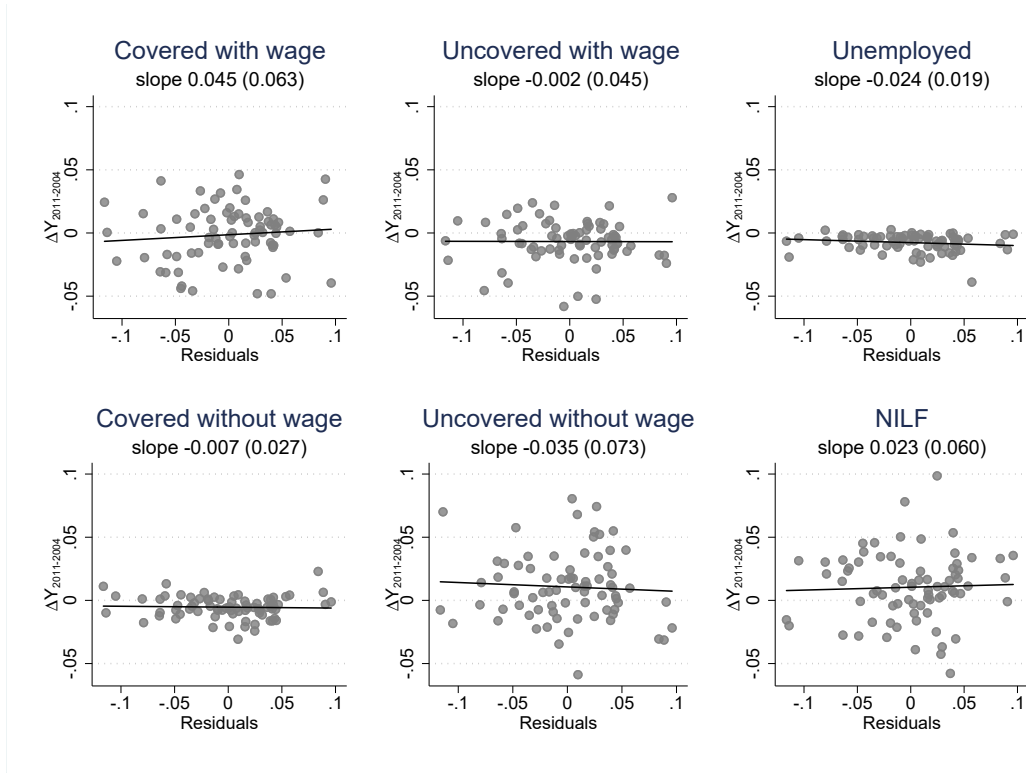 Covered with wage
slope 0.045 (0.063)
.1
.05
0
-.05
ΔY2011-2004
-.1 -.05 0 .05 .1
Residuals
Uncovered with wage
slope -0.002 (0.045)
.1
.05
0
-.05
ΔY2011-2004
-.1 -.05 0 .05 .1
Residuals
Unemployed
slope -0.024 (0.019)
.1
.05
0
-.05
ΔY2011-2004
-.1 -.05 0 .05 .1
Residuals
Covered without wage
slope -0.007 (0.027)
.1
.05
0
-.05
ΔY2011-2004
-.1 -.05 0 .05 .1
Residuals
Uncovered without wage
slope -0.035 (0.073)
.1
.05
0
-.05
ΔY2011-2004
-.1 -.05 0 .05 .1
Residuals
NILF
slope 0.023 (0.060)
.1
.05
0
-.05
ΔY2011-2004
-.1 -.05 0 .05 .1
Residuals